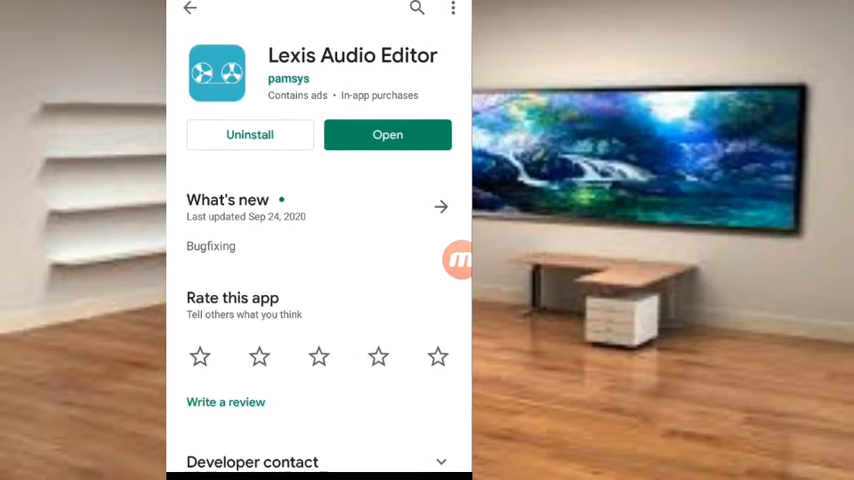 Lexis Audio Editor
pamsys
Contains ads • In-app purchases
Uninstall
Open
What's new •
Last updated Sep 24, 2020
Bugfixing
Rate this app
Tell others what you think
Write a review
Developer contact